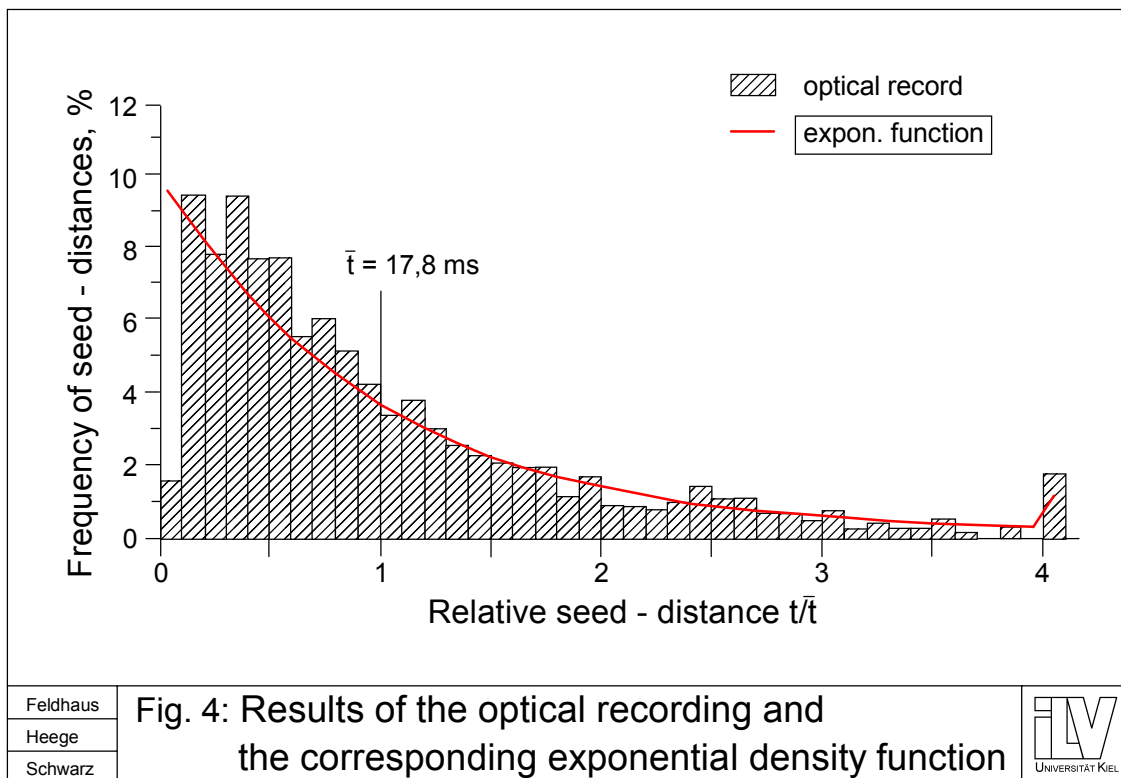 optical record
expon. function
Frequency of seed - distances, %
12
10
8
6
4
2
0
t̄ = 17,8 ms
0 1 2 3 4
Relative seed - distance t/t̄
Feldhaus
Heege
Schwarz
Fig. 4: Results of the optical recording and
the corresponding exponential density function
iLV
UNIVERSITÄT KIEL